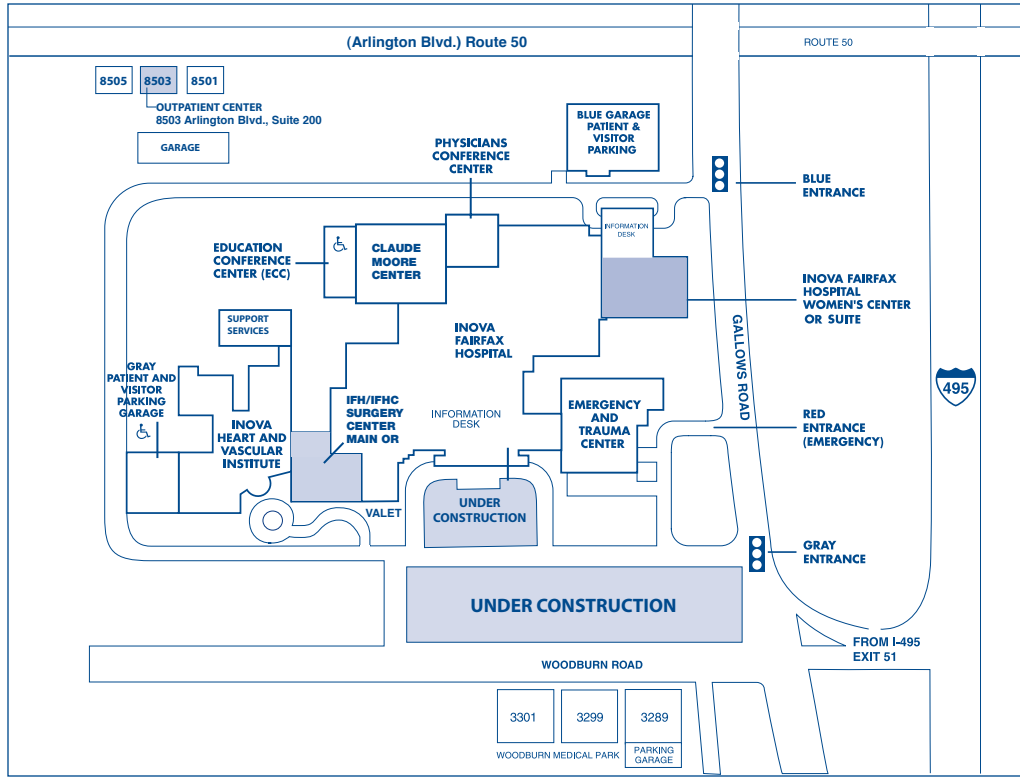 (Arlington Blvd.) Route 50
ROUTE 50
8505
8503
8501
OUTPATIENT CENTER
8503 Arlington Blvd., Suite 200
GARAGE
BLUE GARAGE
PATIENT &
VISITOR
PARKING
PHYSICIANS
CONFERENCE
CENTER
BLUE
ENTRANCE
INFORMATION
DESK
EDUCATION
CONFERENCE
CENTER (ECC)
CLAUDE
MOORE
CENTER
INOVA FAIRFAX
HOSPITAL
WOMEN'S CENTER
OR SUITE
SUPPORT
SERVICES
INOVA
FAIRFAX
HOSPITAL
GALLOWS ROAD
495
GRAY
PATIENT AND
VISITOR
PARKING
GARAGE
IFH/IFHC
SURGERY
CENTER
MAIN OR
INFORMATION
DESK
EMERGENCY
AND
TRAUMA
CENTER
RED
ENTRANCE
(EMERGENCY)
INOVA
HEART AND
VASCULAR
INSTITUTE
VALET
UNDER
CONSTRUCTION
GRAY
ENTRANCE
UNDER CONSTRUCTION
FROM I-495
EXIT 51
WOODBURN ROAD
3301
3299
3289
WOODBURN MEDICAL PARK
PARKING
GARAGE